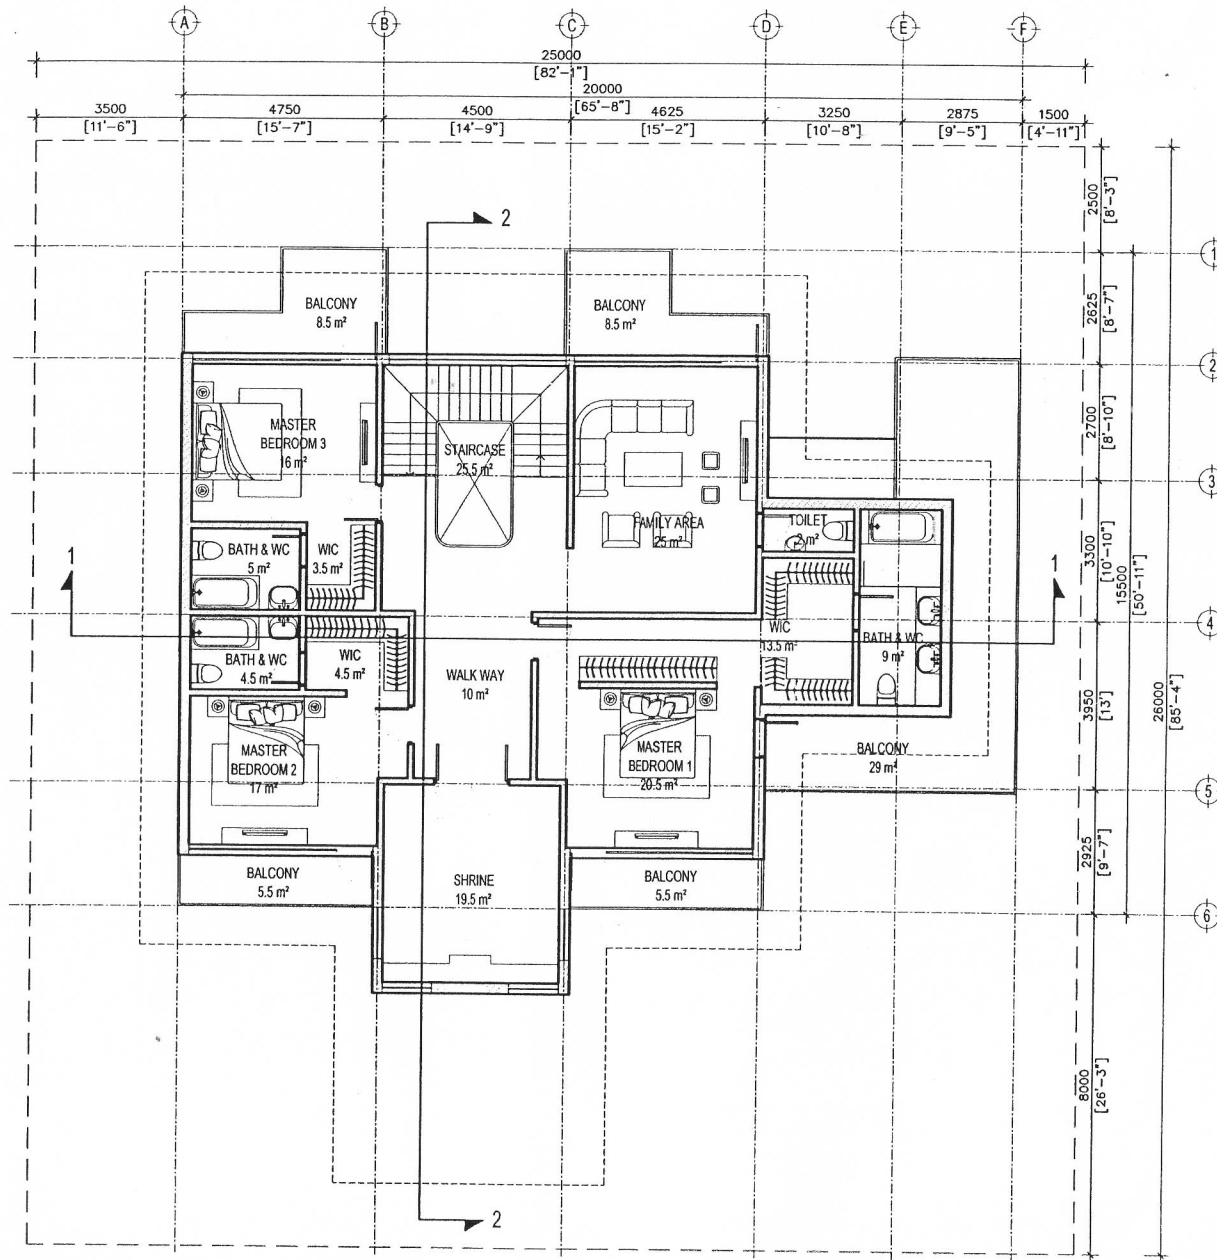 A B C D E F
25000
[82'-1"]
20000
[65'-8"]
3500 4750 4500 4625 3250 2875 1500
[11'-6"] [15'-7"] [14'-9"] [15'-2"] [10'-8"] [9'-5"] [4'-11"]
2500
[8'-3"]
2
1
BALCONY
8.5 m²
BALCONY
8.5 m²
2625
[8'-7"]
2
MASTER
BEDROOM 3
16 m²
STAIRCASE
25.5 m²
2700
[8'-10"]
3
FAMILY AREA
25 m²
TOILET
2 m²
BATH & WC
5 m²
WIC
3.5 m²
1
1
3300
[10'-10"]
15500
[50'-11"]
4
BATH & WC
4.5 m²
WIC
4.5 m²
WALK WAY
10 m²
WIC
13.5 m²
BATH & WC
9 m²
3950
[13']
26000
[85'-4"]
MASTER
BEDROOM 2
17 m²
MASTER
BEDROOM 1
20.5 m²
BALCONY
29 m²
5
BALCONY
5.5 m²
SHRINE
19.5 m²
BALCONY
5.5 m²
2925
[9'-7"]
6
8000
[26'-3"]
2